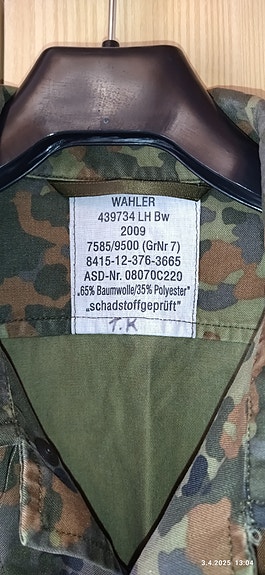 WAHLER
439734 LH Bw
2009
7585/9500 (GrNr 7)
8415-12-376-3665
ASD-Nr. 08070C220
„65% Baumwolle/35% Polyester"
„schadstoffgeprüft"
T.K
3.4.2025 13:04